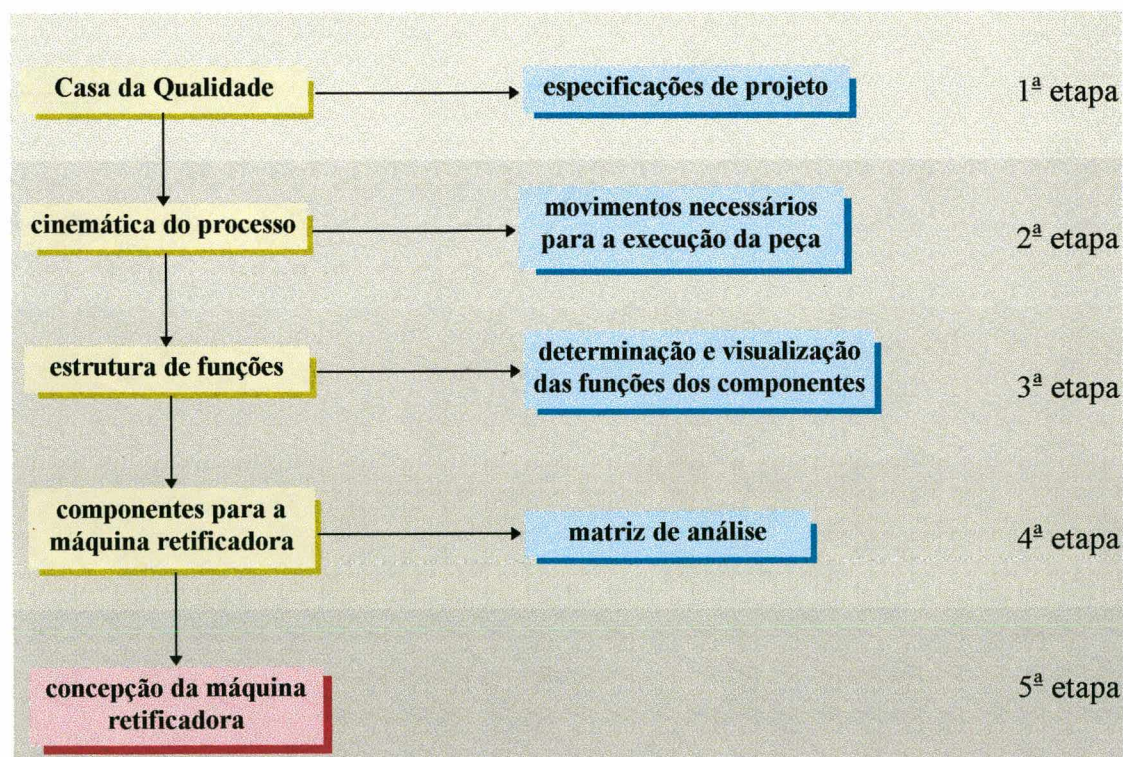 Casa da Qualidade
especificações de projeto
1ª etapa
cinemática do processo
movimentos necessários
para a execução da peça
2ª etapa
estrutura de funções
determinação e visualização
das funções dos componentes
3ª etapa
componentes para a
máquina retificadora
matriz de análise
4ª etapa
concepção da máquina
retificadora
5ª etapa